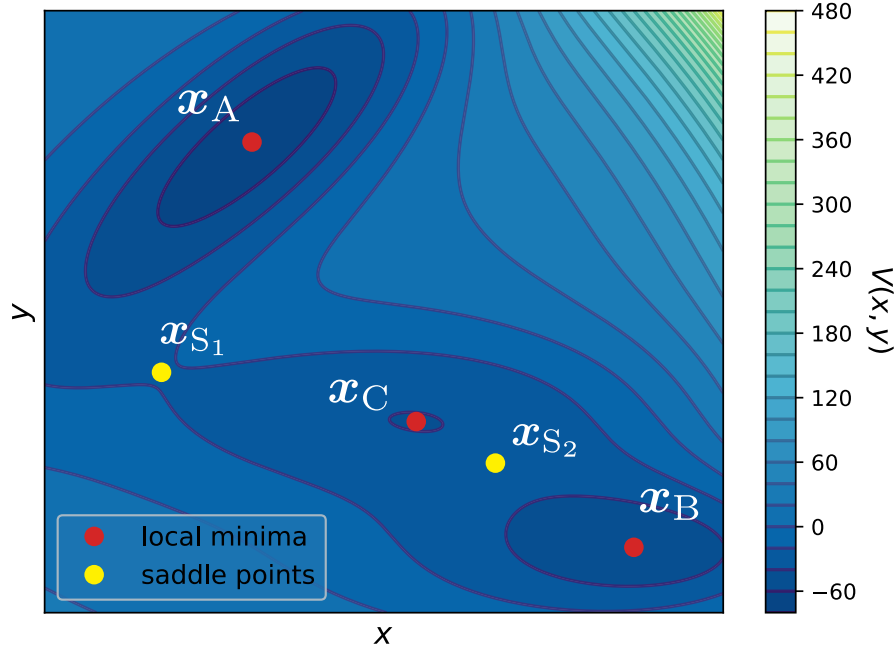 x_A
x_S₁
x_C
x_S₂
x_B
local minima
saddle points
x
y
480
420
360
300
240
180
120
60
0
−60
V(x, y)